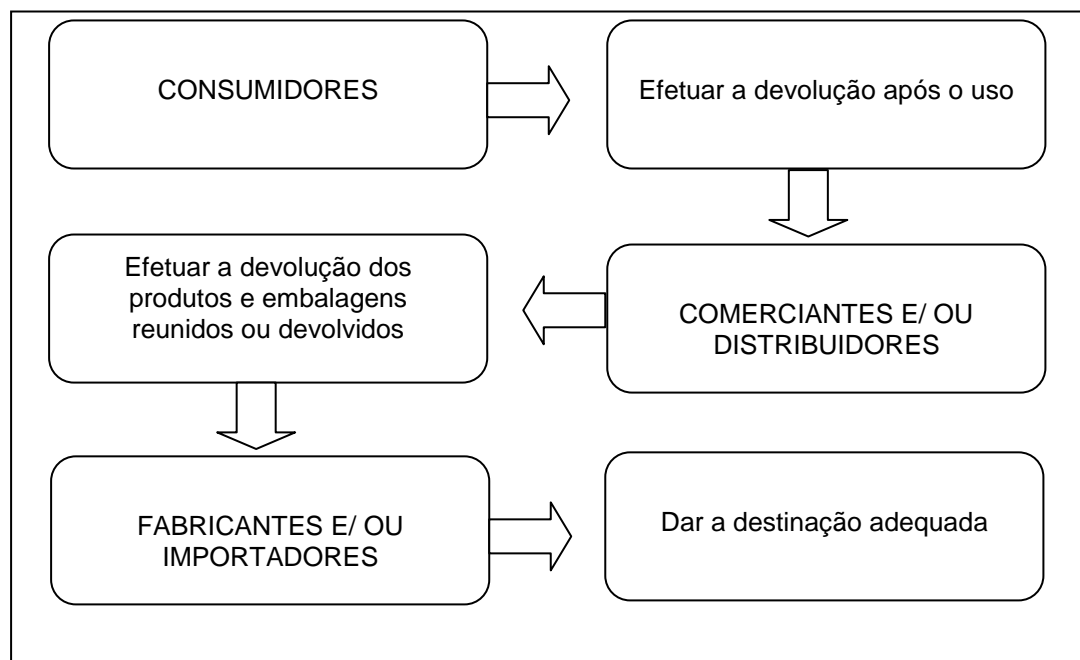 CONSUMIDORES
Efetuar a devolução após o uso
Efetuar a devolução dos
produtos e embalagens
reunidos ou devolvidos
COMERCIANTES E/ OU
DISTRIBUIDORES
FABRICANTES E/ OU
IMPORTADORES
Dar a destinação adequada